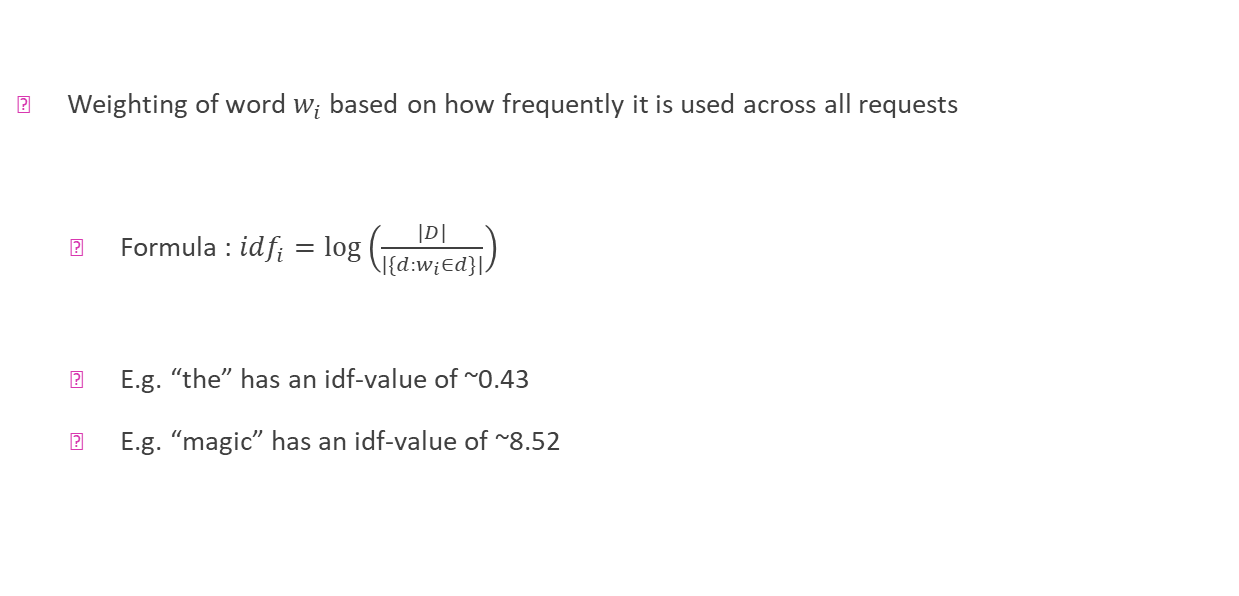 Weighting of word wᵢ based on how frequently it is used across all requests
Formula : idfᵢ = log(|D| / |{d:wᵢ∈d}|)
E.g. “the” has an idf-value of ~0.43
E.g. “magic” has an idf-value of ~8.52